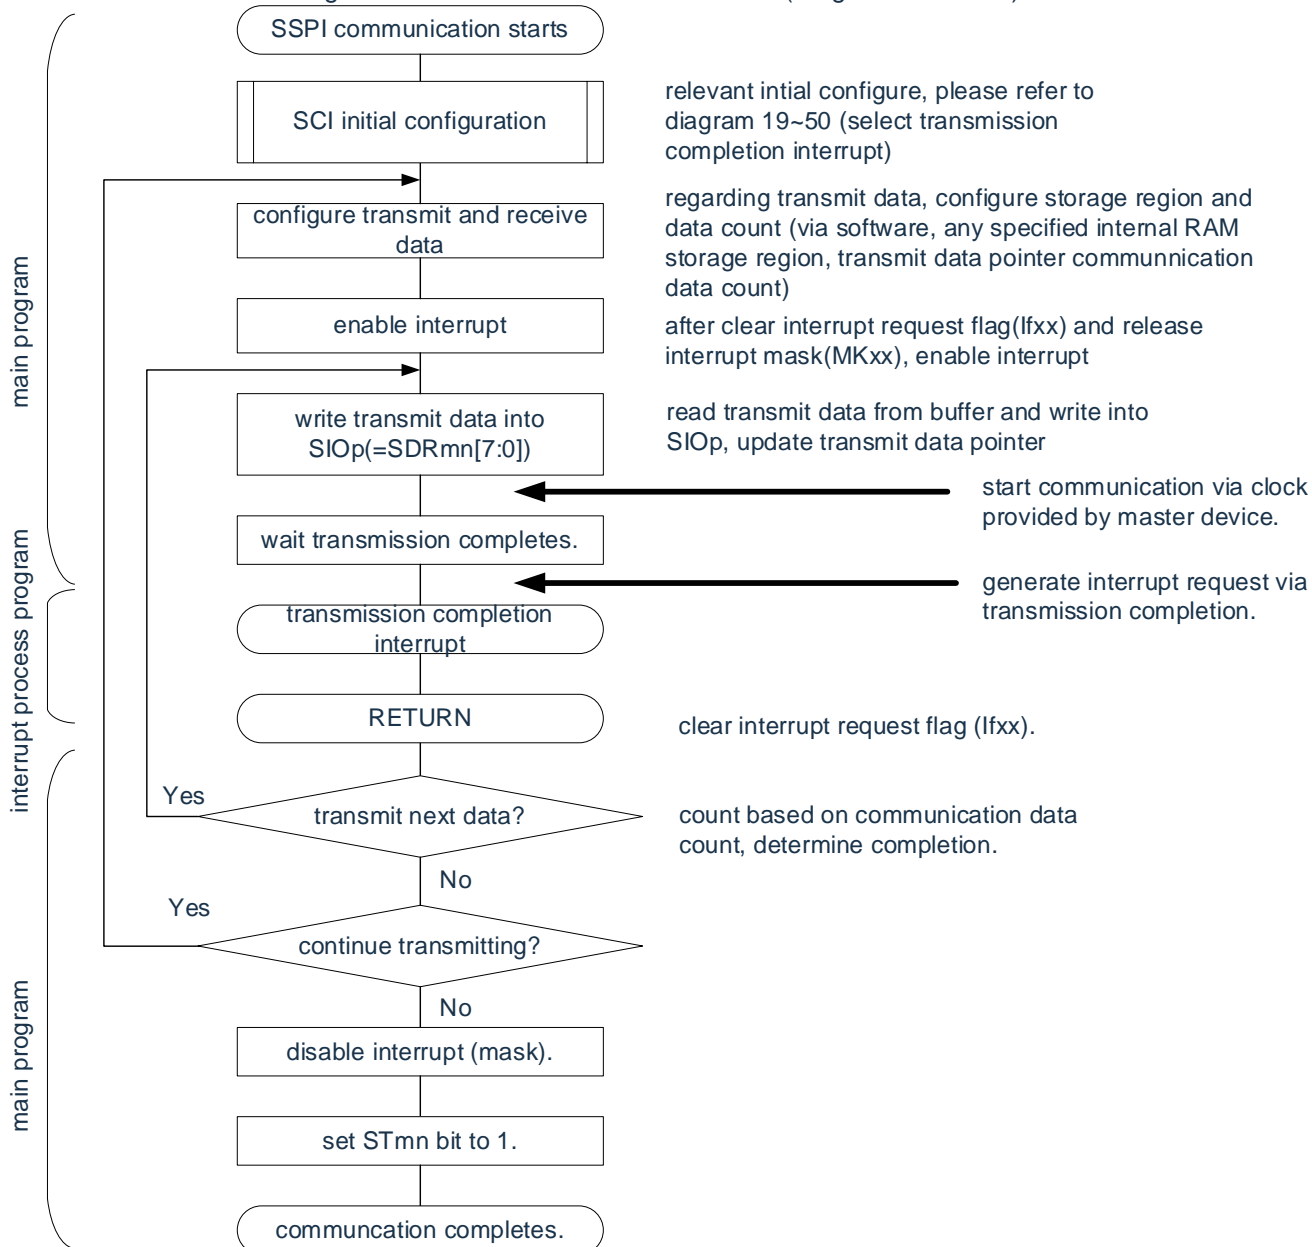 SSPI communication starts
SCI initial configuration
relevant intial configure, please refer to
diagram 19~50 (select transmission
completion interrupt)
configure transmit and receive
data
regarding transmit data, configure storage region and
data count (via software, any specified internal RAM
storage region, transmit data pointer communnication
data count)
main program
enable interrupt
after clear interrupt request flag(Ifxx) and release
interrupt mask(MKxx), enable interrupt
write transmit data into
SIOp(=SDRmn[7:0])
read transmit data from buffer and write into
SIOp, update transmit data pointer
start communication via clock
provided by master device.
wait transmission completes.
generate interrupt request via
transmission completion.
interrupt process program
transmission completion
interrupt
RETURN
clear interrupt request flag (Ifxx).
Yes
transmit next data?
count based on communication data
count, determine completion.
No
Yes
continue transmitting?
No
main program
disable interrupt (mask).
set STmn bit to 1.
communcation completes.